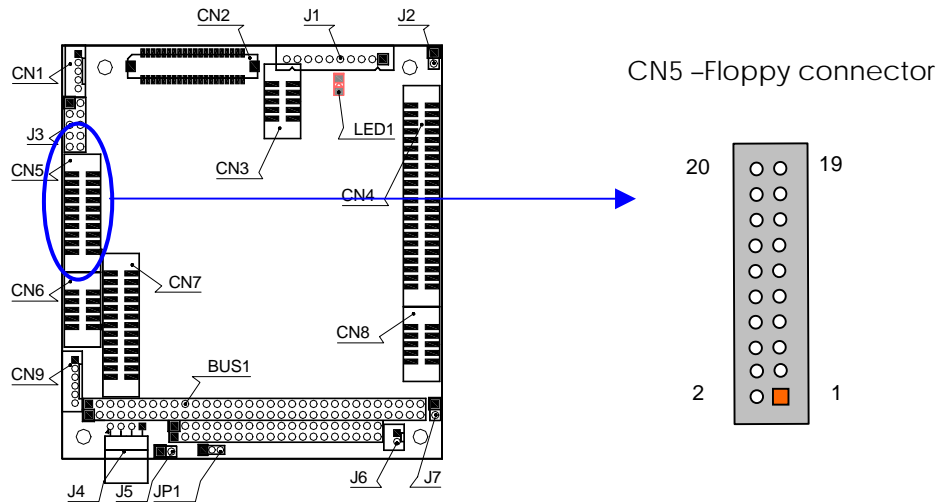 CN2
J1
J2
CN1
CN5 –Floppy connector
LED1
J3
CN3
CN5
CN4
20 19
CN6
CN7
CN8
CN9
BUS1
2 1
J4
J5
JP1
J6
J7